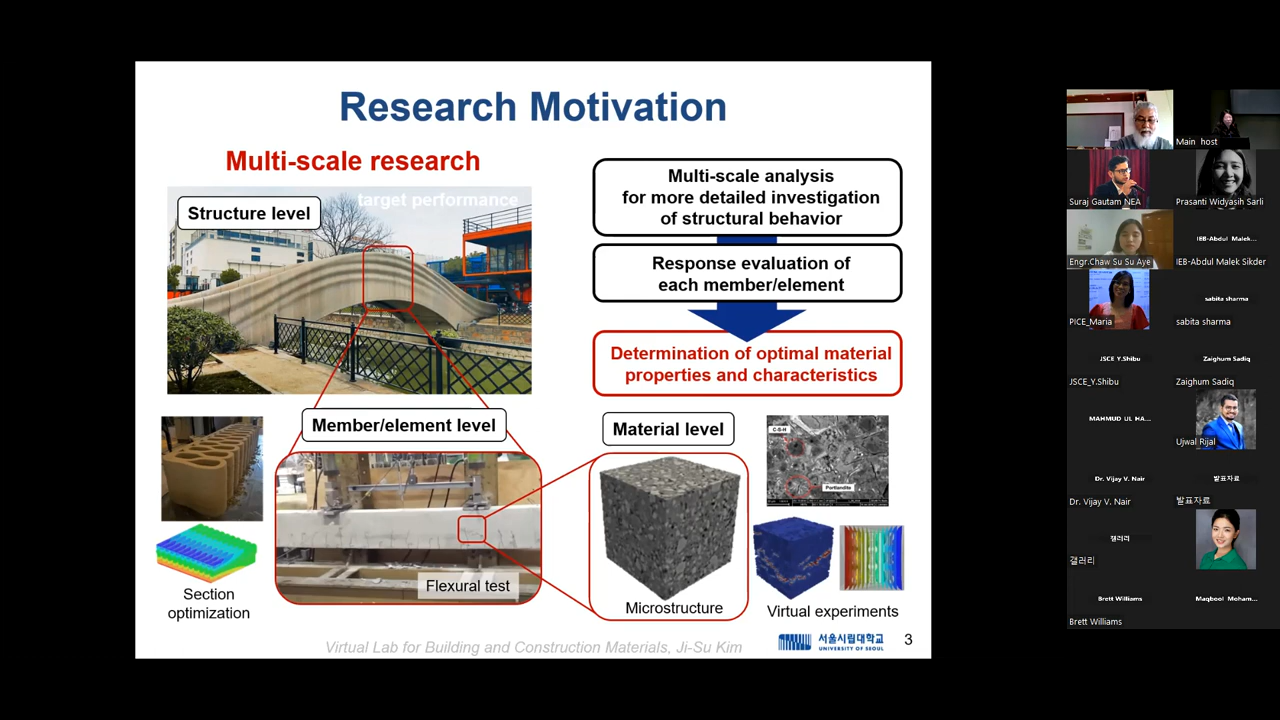 Research Motivation
Multi-scale research
target performance
Structure level
Multi-scale analysis
for more detailed investigation
of structural behavior
Response evaluation of
each member/element
Determination of optimal material
properties and characteristics
Member/element level
Material level
C-S-H
Portlandite
Flexural test
Section
optimization
Microstructure
Virtual experiments
Virtual Lab for Building and Construction Materials, Ji-Su Kim
서울시립대학교
UNIVERSITY OF SEOUL
3
Main host
Suraj Gautam NEA
Prasanti Widyasih Sarli
Engr.Chaw Su Su Aye
IEB-Abdul Malek...
IEB-Abdul Malek Sikder
PICE_Maria
sabita sharma
sabita sharma
JSCE Y.Shibu
JSCE_Y.Shibu
Zaighum Sadiq
Zaighum Sadiq
MAHMUD UL HA...
Ujwal Rijal
Dr. Vijay V. Nair
Dr. Vijay V. Nair
발표자료
발표자료
갤러리
갤러리
Brett Williams
Brett Williams
Maqbool Moham...